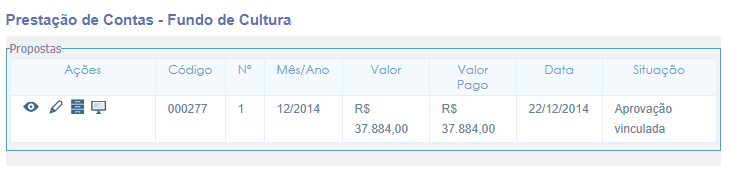 Prestação de Contas - Fundo de Cultura
Propostas
Ações Código Nº Mês/Ano Valor Valor Pago Data Situação
000277 1 12/2014 R$ 37.884,00 R$ 37.884,00 22/12/2014 Aprovação vinculada